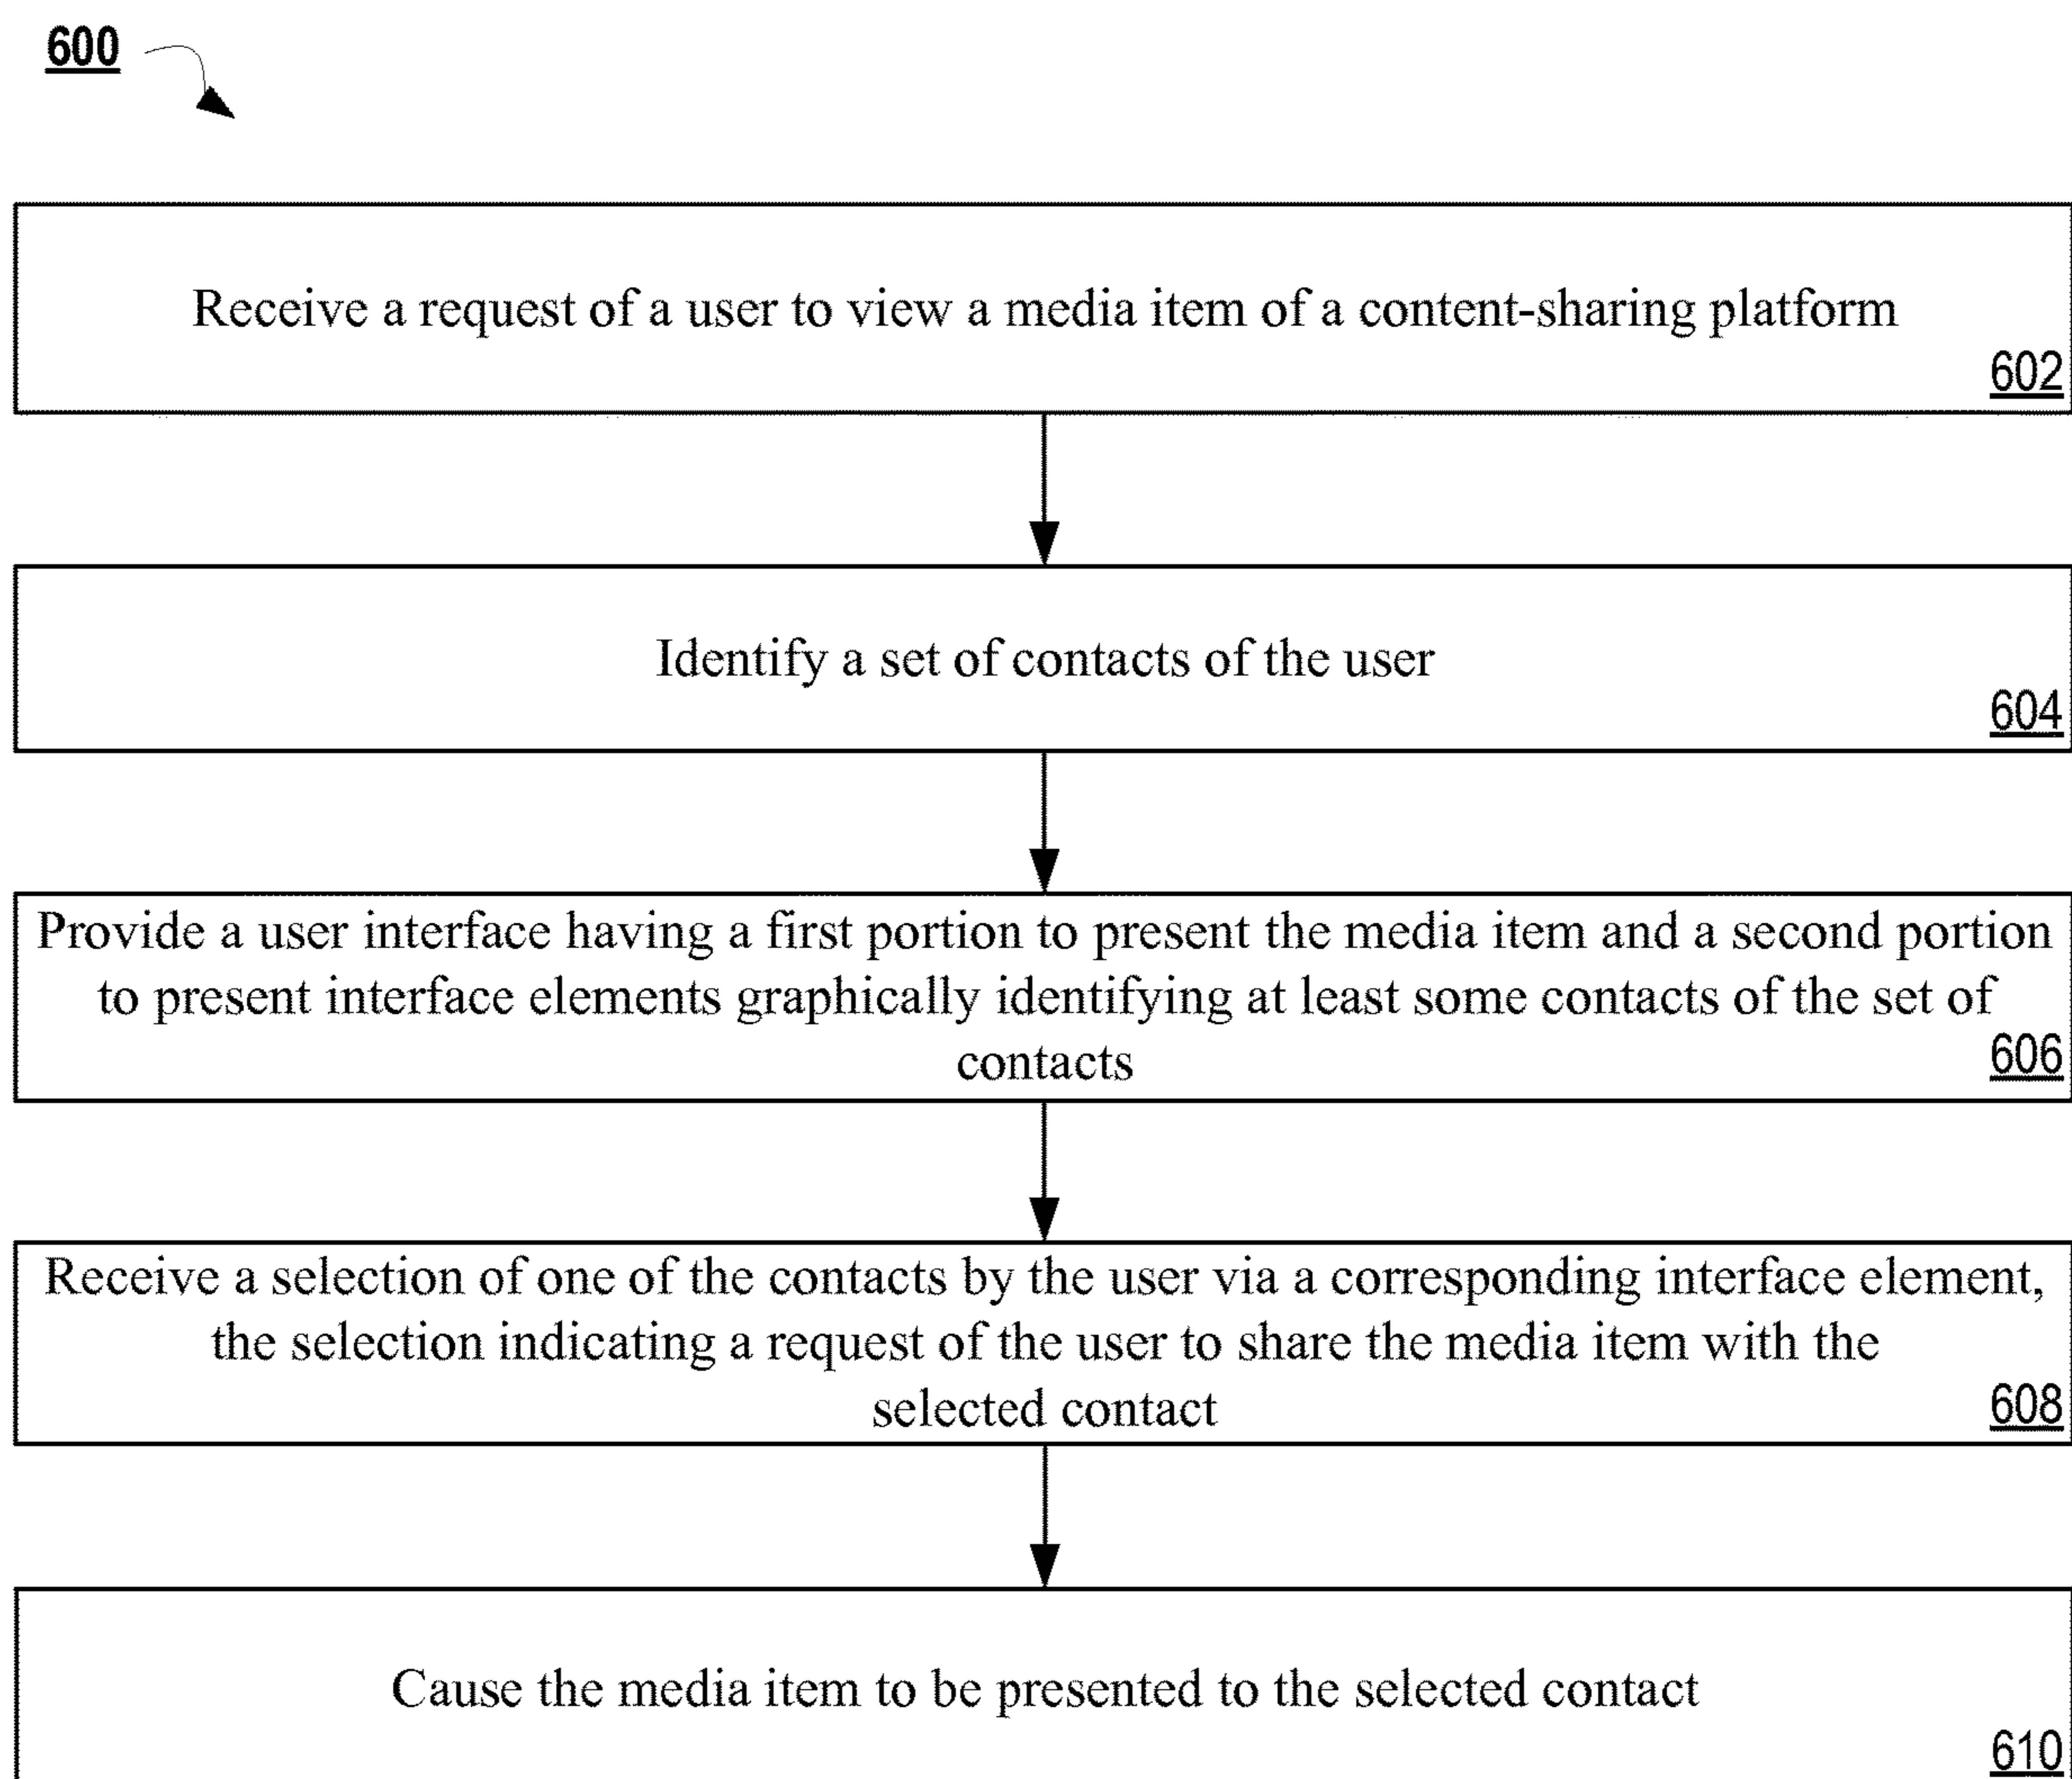 600
Receive a request of a user to view a media item of a content-sharing platform
602
Identify a set of contacts of the user
604
Provide a user interface having a first portion to present the media item and a second portion
to present interface elements graphically identifying at least some contacts of the set of
contacts
606
Receive a selection of one of the contacts by the user via a corresponding interface element,
the selection indicating a request of the user to share the media item with the
selected contact
608
Cause the media item to be presented to the selected contact
610